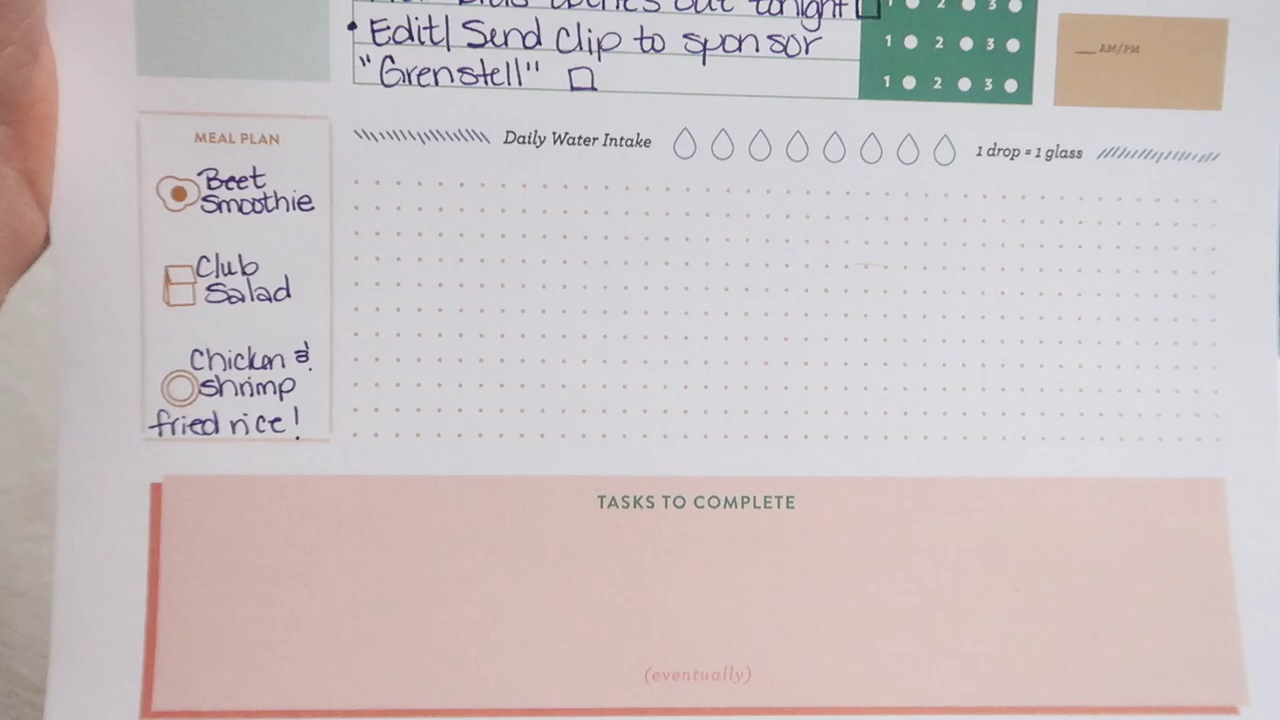 tonight
1 2 3
• Edit/ Send Clip to sponsor
1 2 3
"Grenstell"
1 2 3
__ AM/PM
MEAL PLAN
Daily Water Intake
1 drop = 1 glass
Beet
Smoothie
Club
Salad
Chicken &
shrimp
fried rice!
TASKS TO COMPLETE
(eventually)